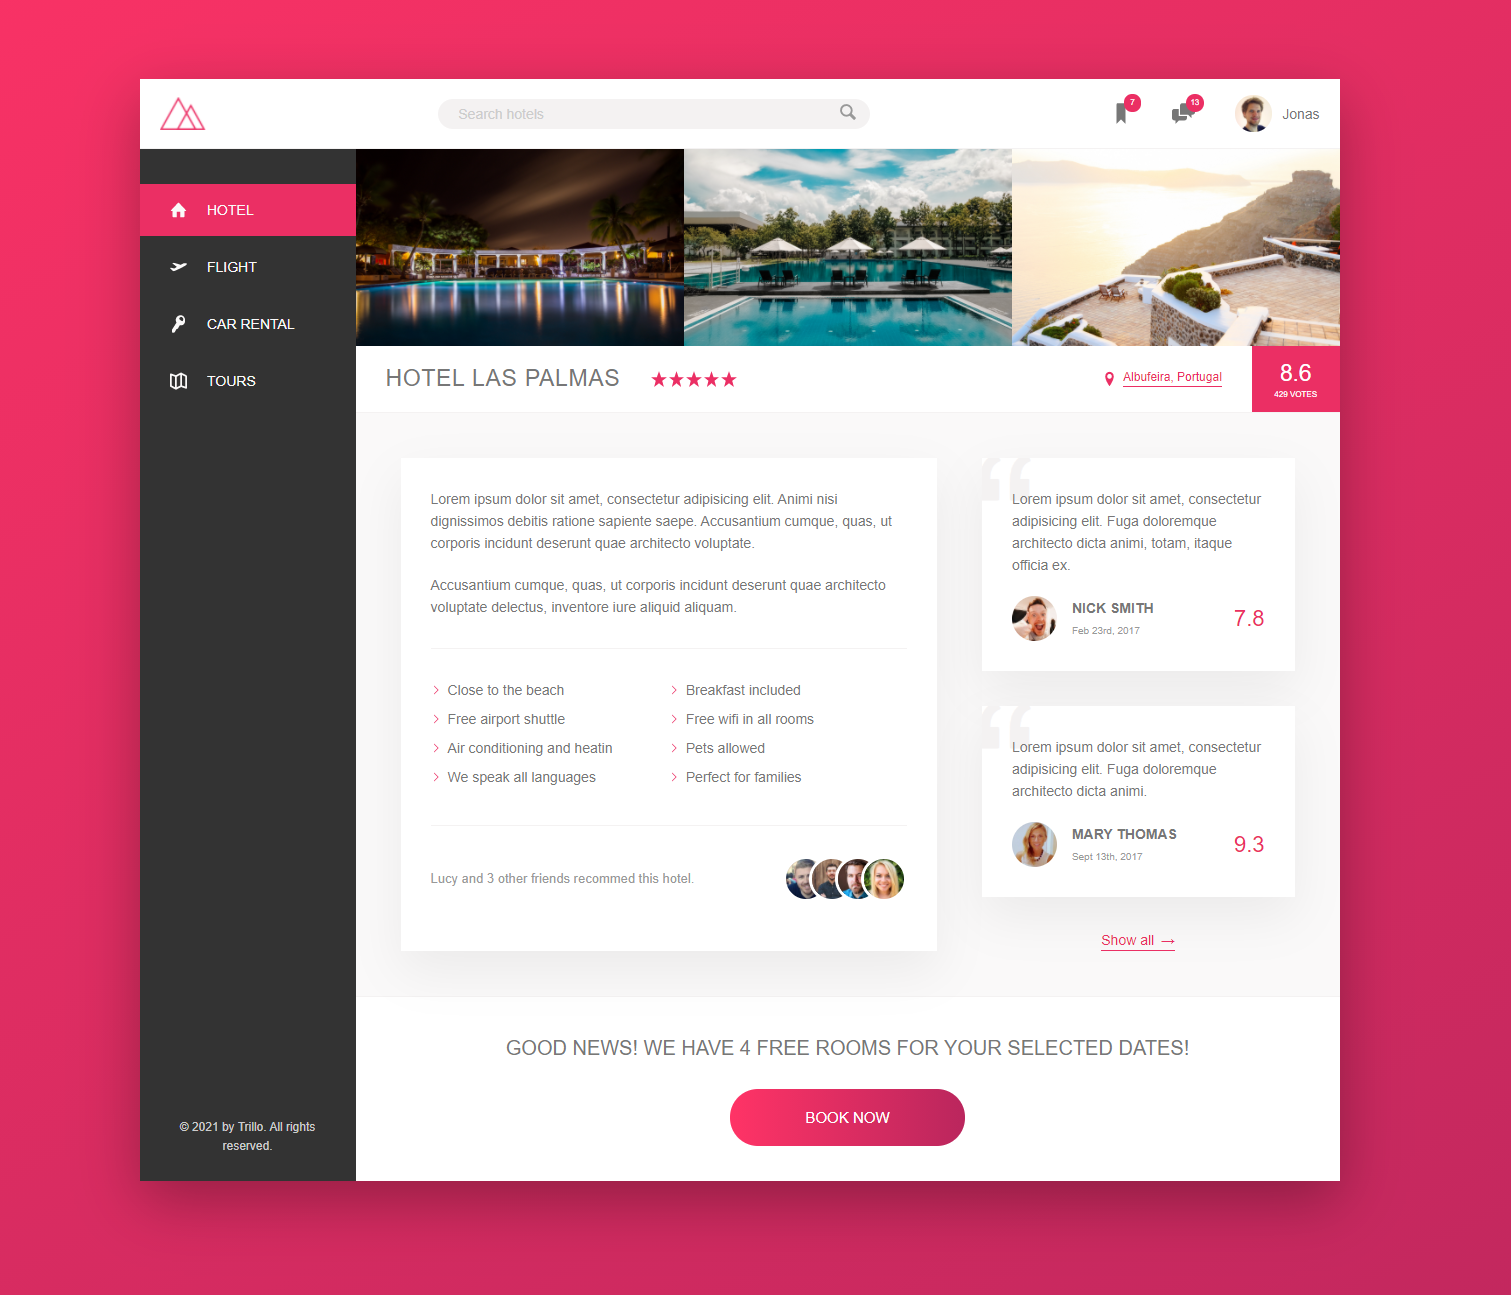 Search hotels
7
13
Jonas
HOTEL
FLIGHT
CAR RENTAL
TOURS
© 2021 by Trillo. All rights
reserved.
HOTEL LAS PALMAS
★★★★★
Albufeira, Portugal
8.6
429 VOTES
Lorem ipsum dolor sit amet, consectetur adipisicing elit. Animi nisi
dignissimos debitis ratione sapiente saepe. Accusantium cumque, quas, ut
corporis incidunt deserunt quae architecto voluptate.
Accusantium cumque, quas, ut corporis incidunt deserunt quae architecto
voluptate delectus, inventore iure aliquid aliquam.
Close to the beach
Free airport shuttle
Air conditioning and heatin
We speak all languages
Breakfast included
Free wifi in all rooms
Pets allowed
Perfect for families
Lucy and 3 other friends recommed this hotel.
“
Lorem ipsum dolor sit amet, consectetur
adipisicing elit. Fuga doloremque
architecto dicta animi, totam, itaque
officia ex.
NICK SMITH
Feb 23rd, 2017
7.8
“
Lorem ipsum dolor sit amet, consectetur
adipisicing elit. Fuga doloremque
architecto dicta animi.
MARY THOMAS
Sept 13th, 2017
9.3
Show all →
GOOD NEWS! WE HAVE 4 FREE ROOMS FOR YOUR SELECTED DATES!
BOOK NOW